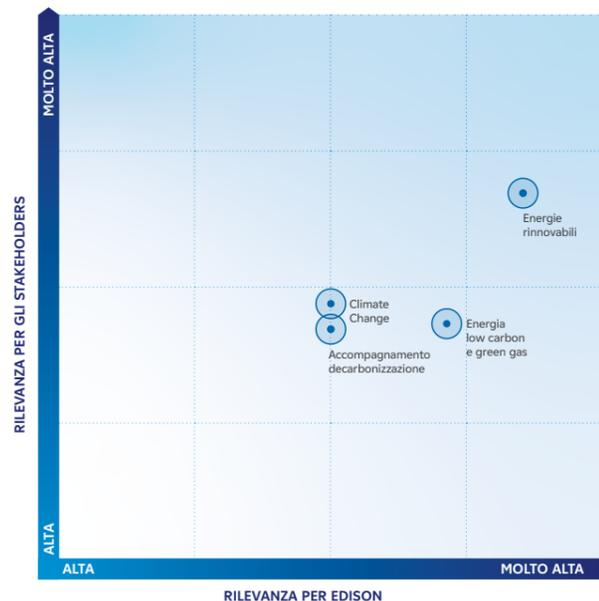 MOLTO ALTA
RILEVANZA PER GLI STAKEHOLDERS
ALTA
Energie
rinnovabili
Climate
Change
Energia
low carbon
e green gas
Accompagnamento
decarbonizzazione
ALTA
MOLTO ALTA
RILEVANZA PER EDISON